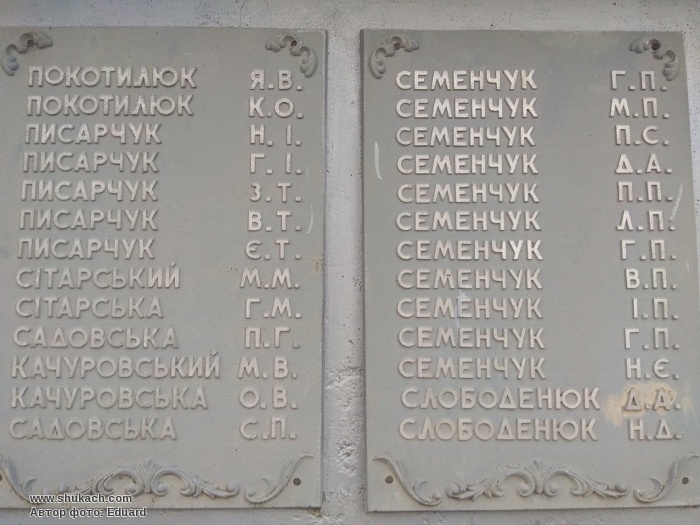 ПОКОТИЛЮК Я.В.
ПОКОТИЛЮК К.О.
ПИСАРЧУК Н.І.
ПИСАРЧУК Г.І.
ПИСАРЧУК З.Т.
ПИСАРЧУК В.Т.
ПИСАРЧУК Є.Т.
СІТАРСЬКИЙ М.М.
СІТАРСЬКА Г.М.
САДОВСЬКА П.Г.
КАЧУРОВСЬКИЙ М.В.
КАЧУРОВСЬКА О.В.
САДОВСЬКА С.П.
СЕМЕНЧУК Г.П.
СЕМЕНЧУК М.П.
СЕМЕНЧУК П.С.
СЕМЕНЧУК Д.А.
СЕМЕНЧУК П.П.
СЕМЕНЧУК Л.П.
СЕМЕНЧУК Г.П.
СЕМЕНЧУК В.П.
СЕМЕНЧУК І.П.
СЕМЕНЧУК Г.П.
СЕМЕНЧУК Н.Є.
СЛОБОДЕНЮК Д.А.
СЛОБОДЕНЮК Н.Д.
www.shukach.com
Автор фото: Eduard